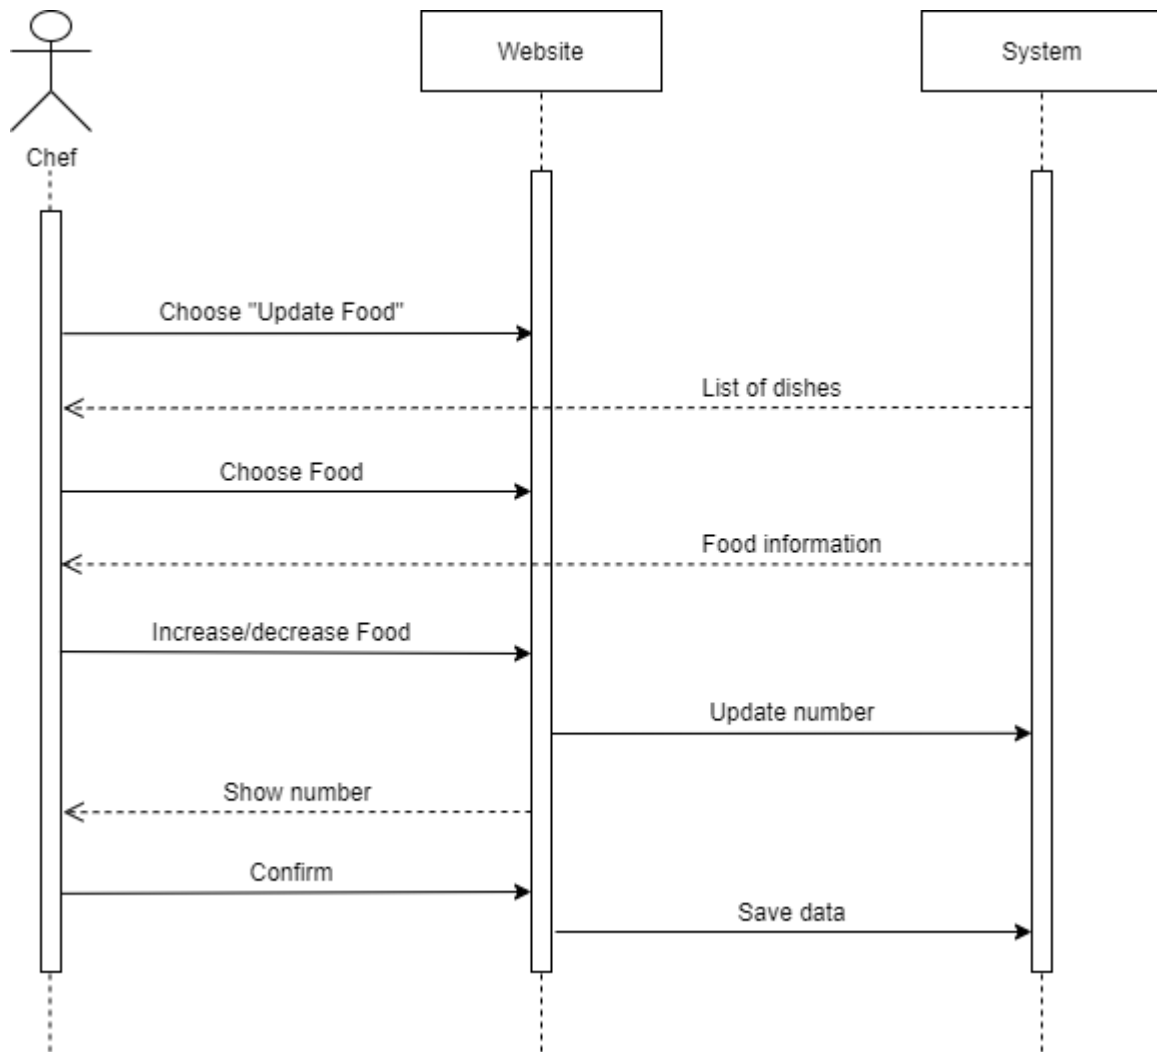 Website
System
Chef
Choose "Update Food"
List of dishes
Choose Food
Food information
Increase/decrease Food
Update number
Show number
Confirm
Save data